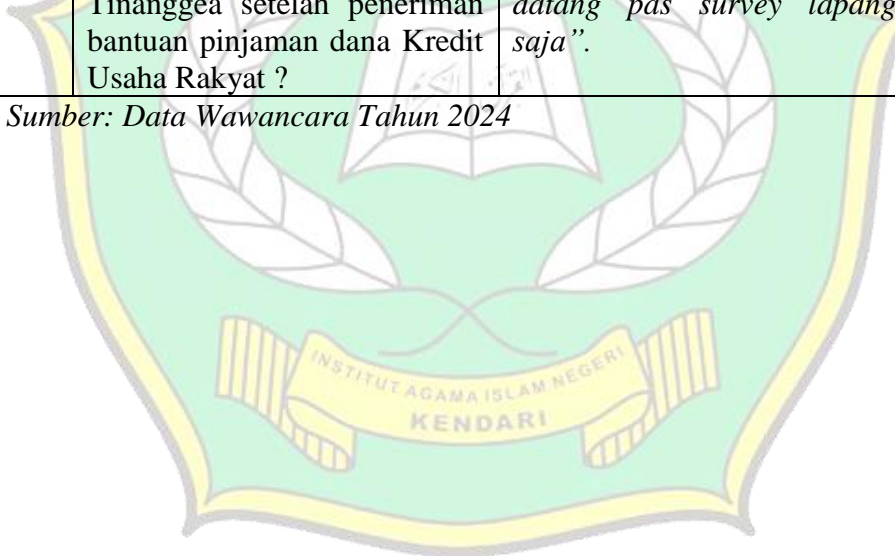 Tinanggea setelah peneriman
bantuan pinjaman dana Kredit
Usaha Rakyat ?
datang pas survey lapang
saja”.
Sumber: Data Wawancara Tahun 2024
INSTITUT AGAMA ISLAM NEGERI
KENDARI